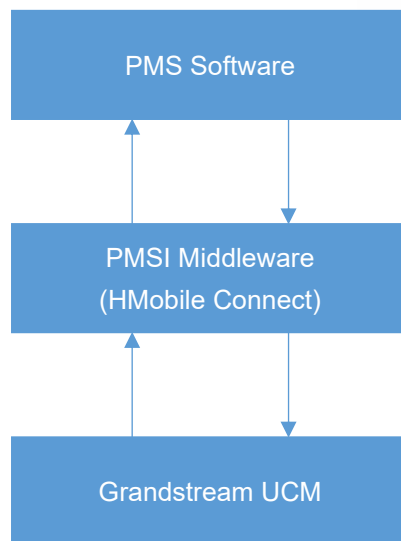 PMS Software
PMSI Middleware
(HMobile Connect)
Grandstream UCM